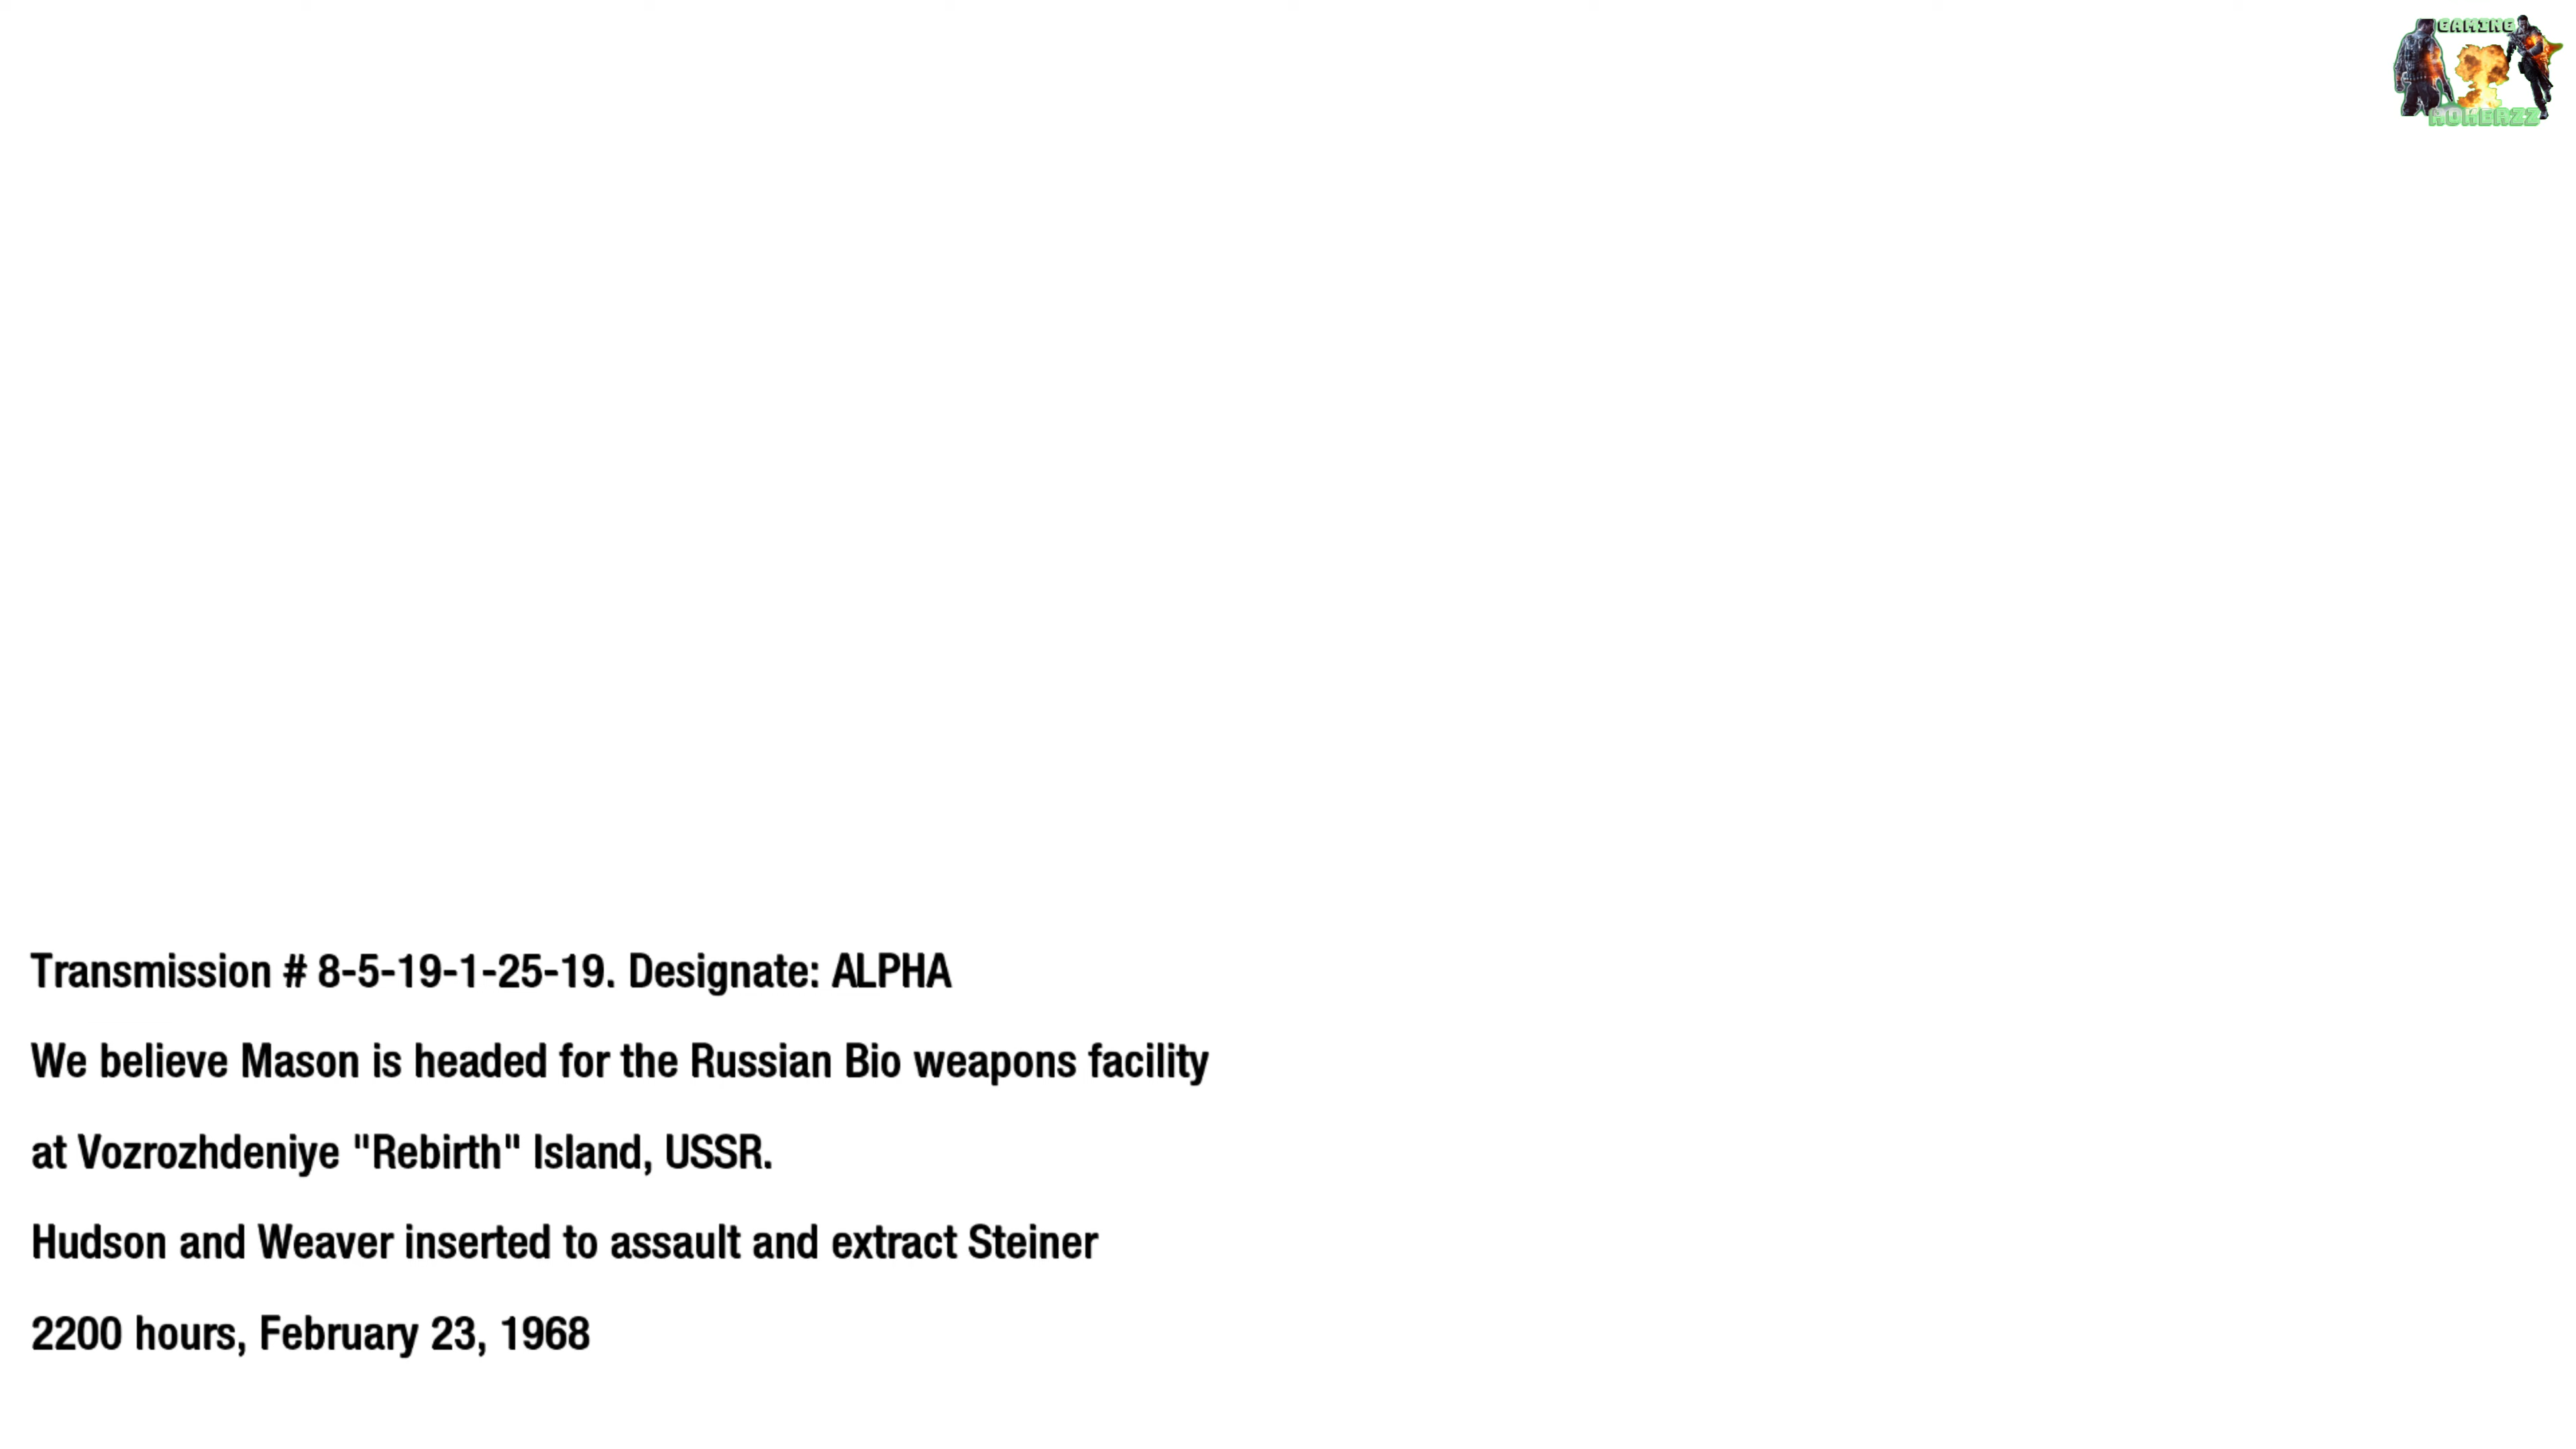 GAMING
Transmission # 8-5-19-1-25-19. Designate: ALPHA
We believe Mason is headed for the Russian Bio weapons facility
at Vozrozhdeniye "Rebirth" Island, USSR.
Hudson and Weaver inserted to assault and extract Steiner
2200 hours, February 23, 1968